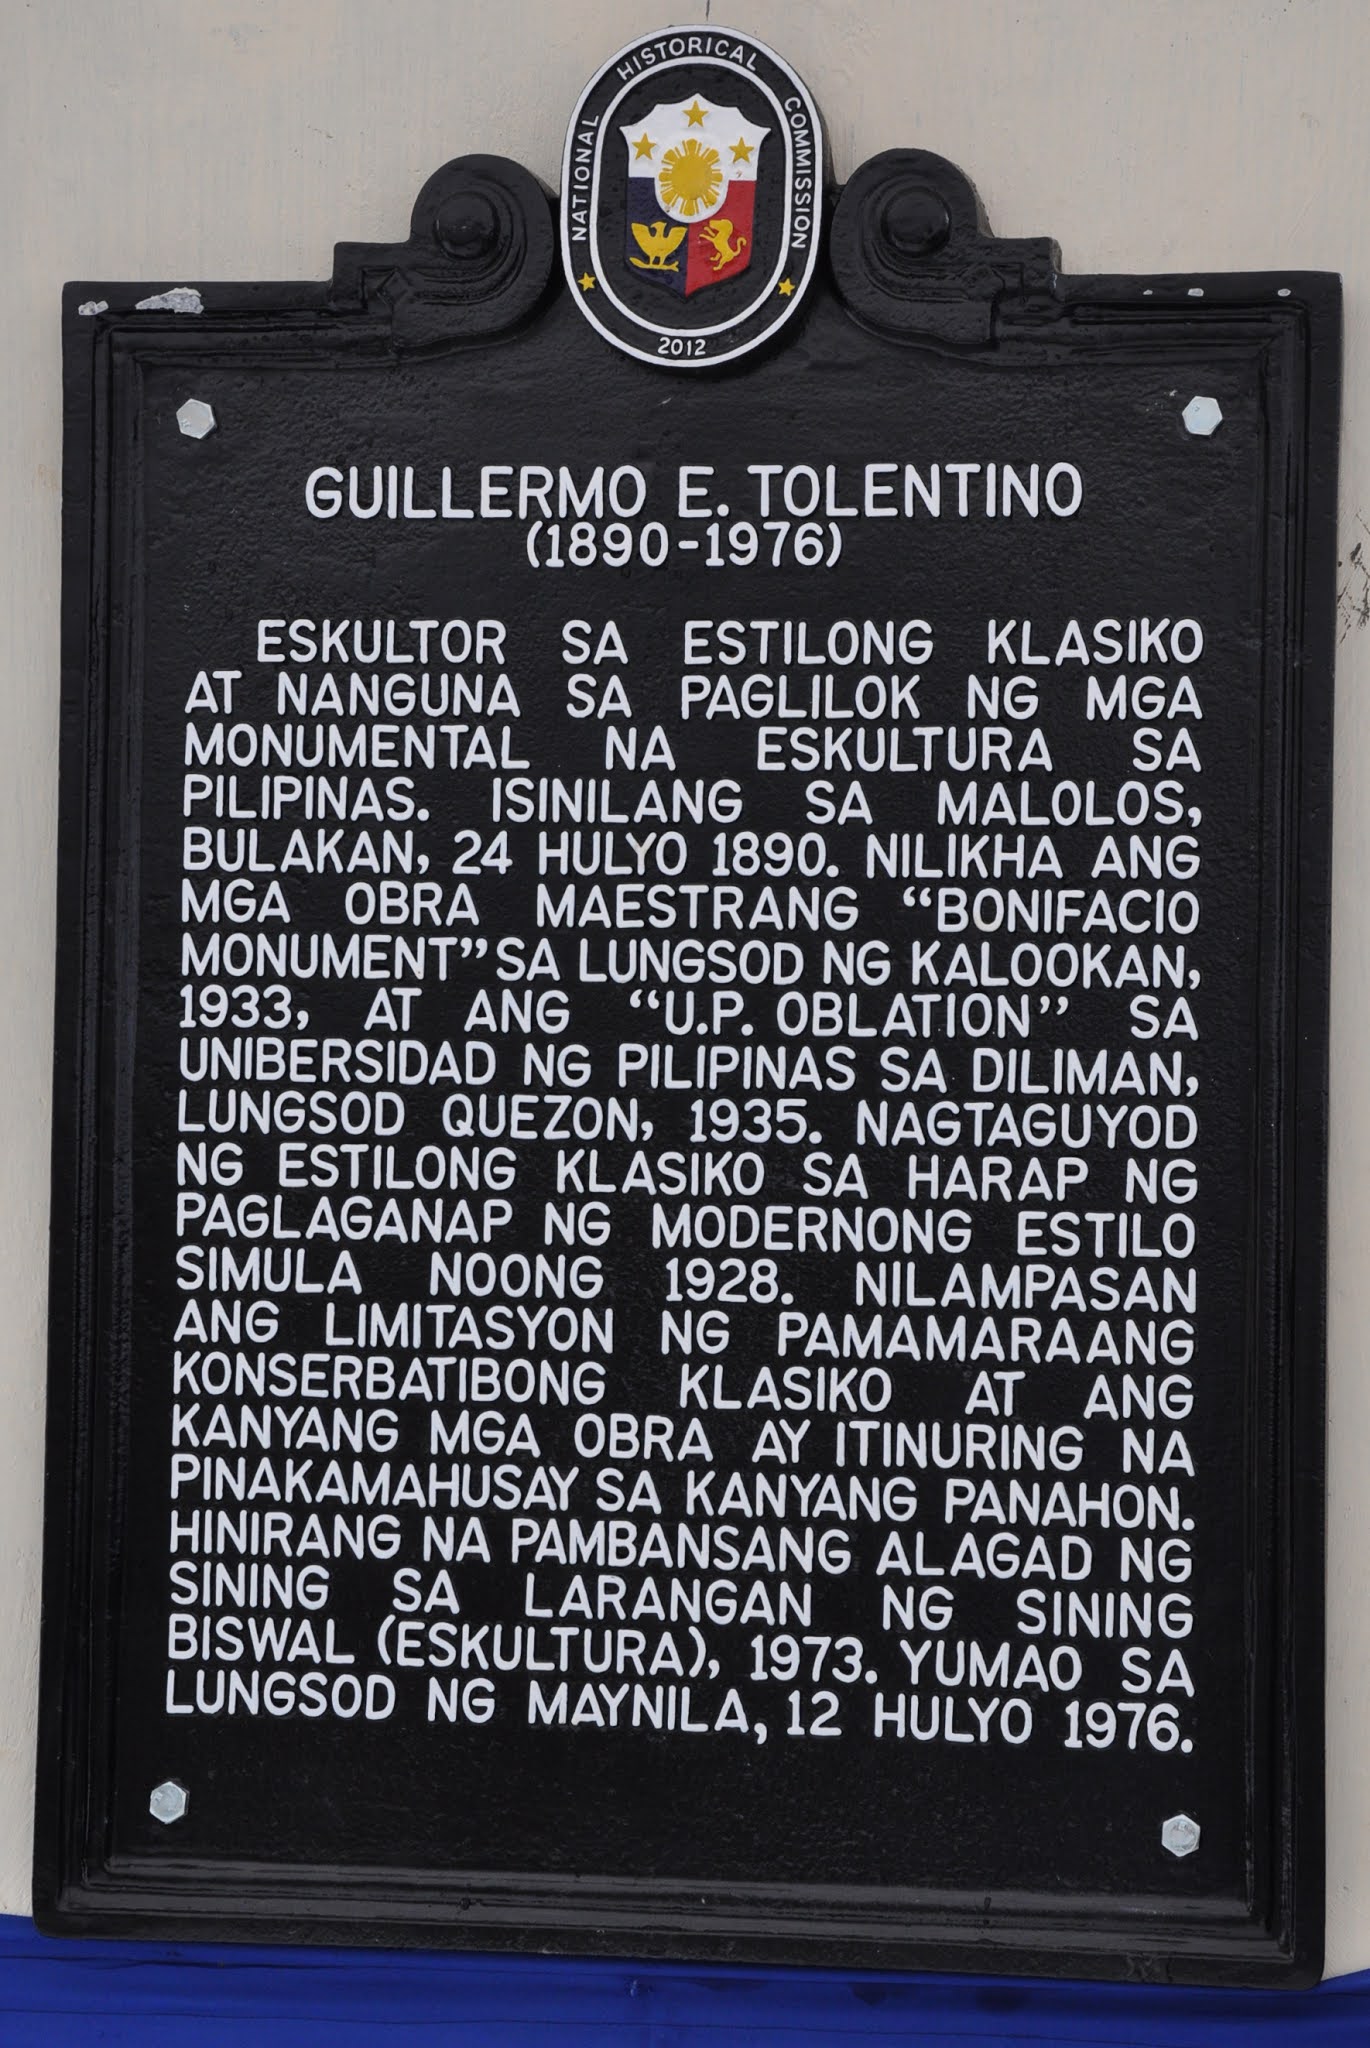 NATIONAL HISTORICAL COMMISSION
2012
GUILLERMO E. TOLENTINO
(1890-1976)
ESKULTOR SA ESTILONG KLASIKO
AT NANGUNA SA PAGLILOK NG MGA
MONUMENTAL NA ESKULTURA SA
PILIPINAS. ISINILANG SA MALOLOS,
BULAKAN, 24 HULYO 1890. NILIKHA ANG
MGA OBRA MAESTRANG “BONIFACIO
MONUMENT” SA LUNGSOD NG KALOOKAN,
1933, AT ANG “U.P. OBLATION” SA
UNIBERSIDAD NG PILIPINAS SA DILIMAN,
LUNGSOD QUEZON, 1935. NAGTAGUYOD
NG ESTILONG KLASIKO SA HARAP NG
PAGLAGANAP NG MODERNONG ESTILO
SIMULA NOONG 1928. NILAMPASAN
ANG LIMITASYON NG PAMAMARAANG
KONSERBATIBONG KLASIKO AT ANG
KANYANG MGA OBRA AY ITINURING NA
PINAKAMAHUSAY SA KANYANG PANAHON.
HINIRANG NA PAMBANSANG ALAGAD NG
SINING SA LARANGAN NG SINING
BISWAL (ESKULTURA), 1973. YUMAO SA
LUNGSOD NG MAYNILA, 12 HULYO 1976.